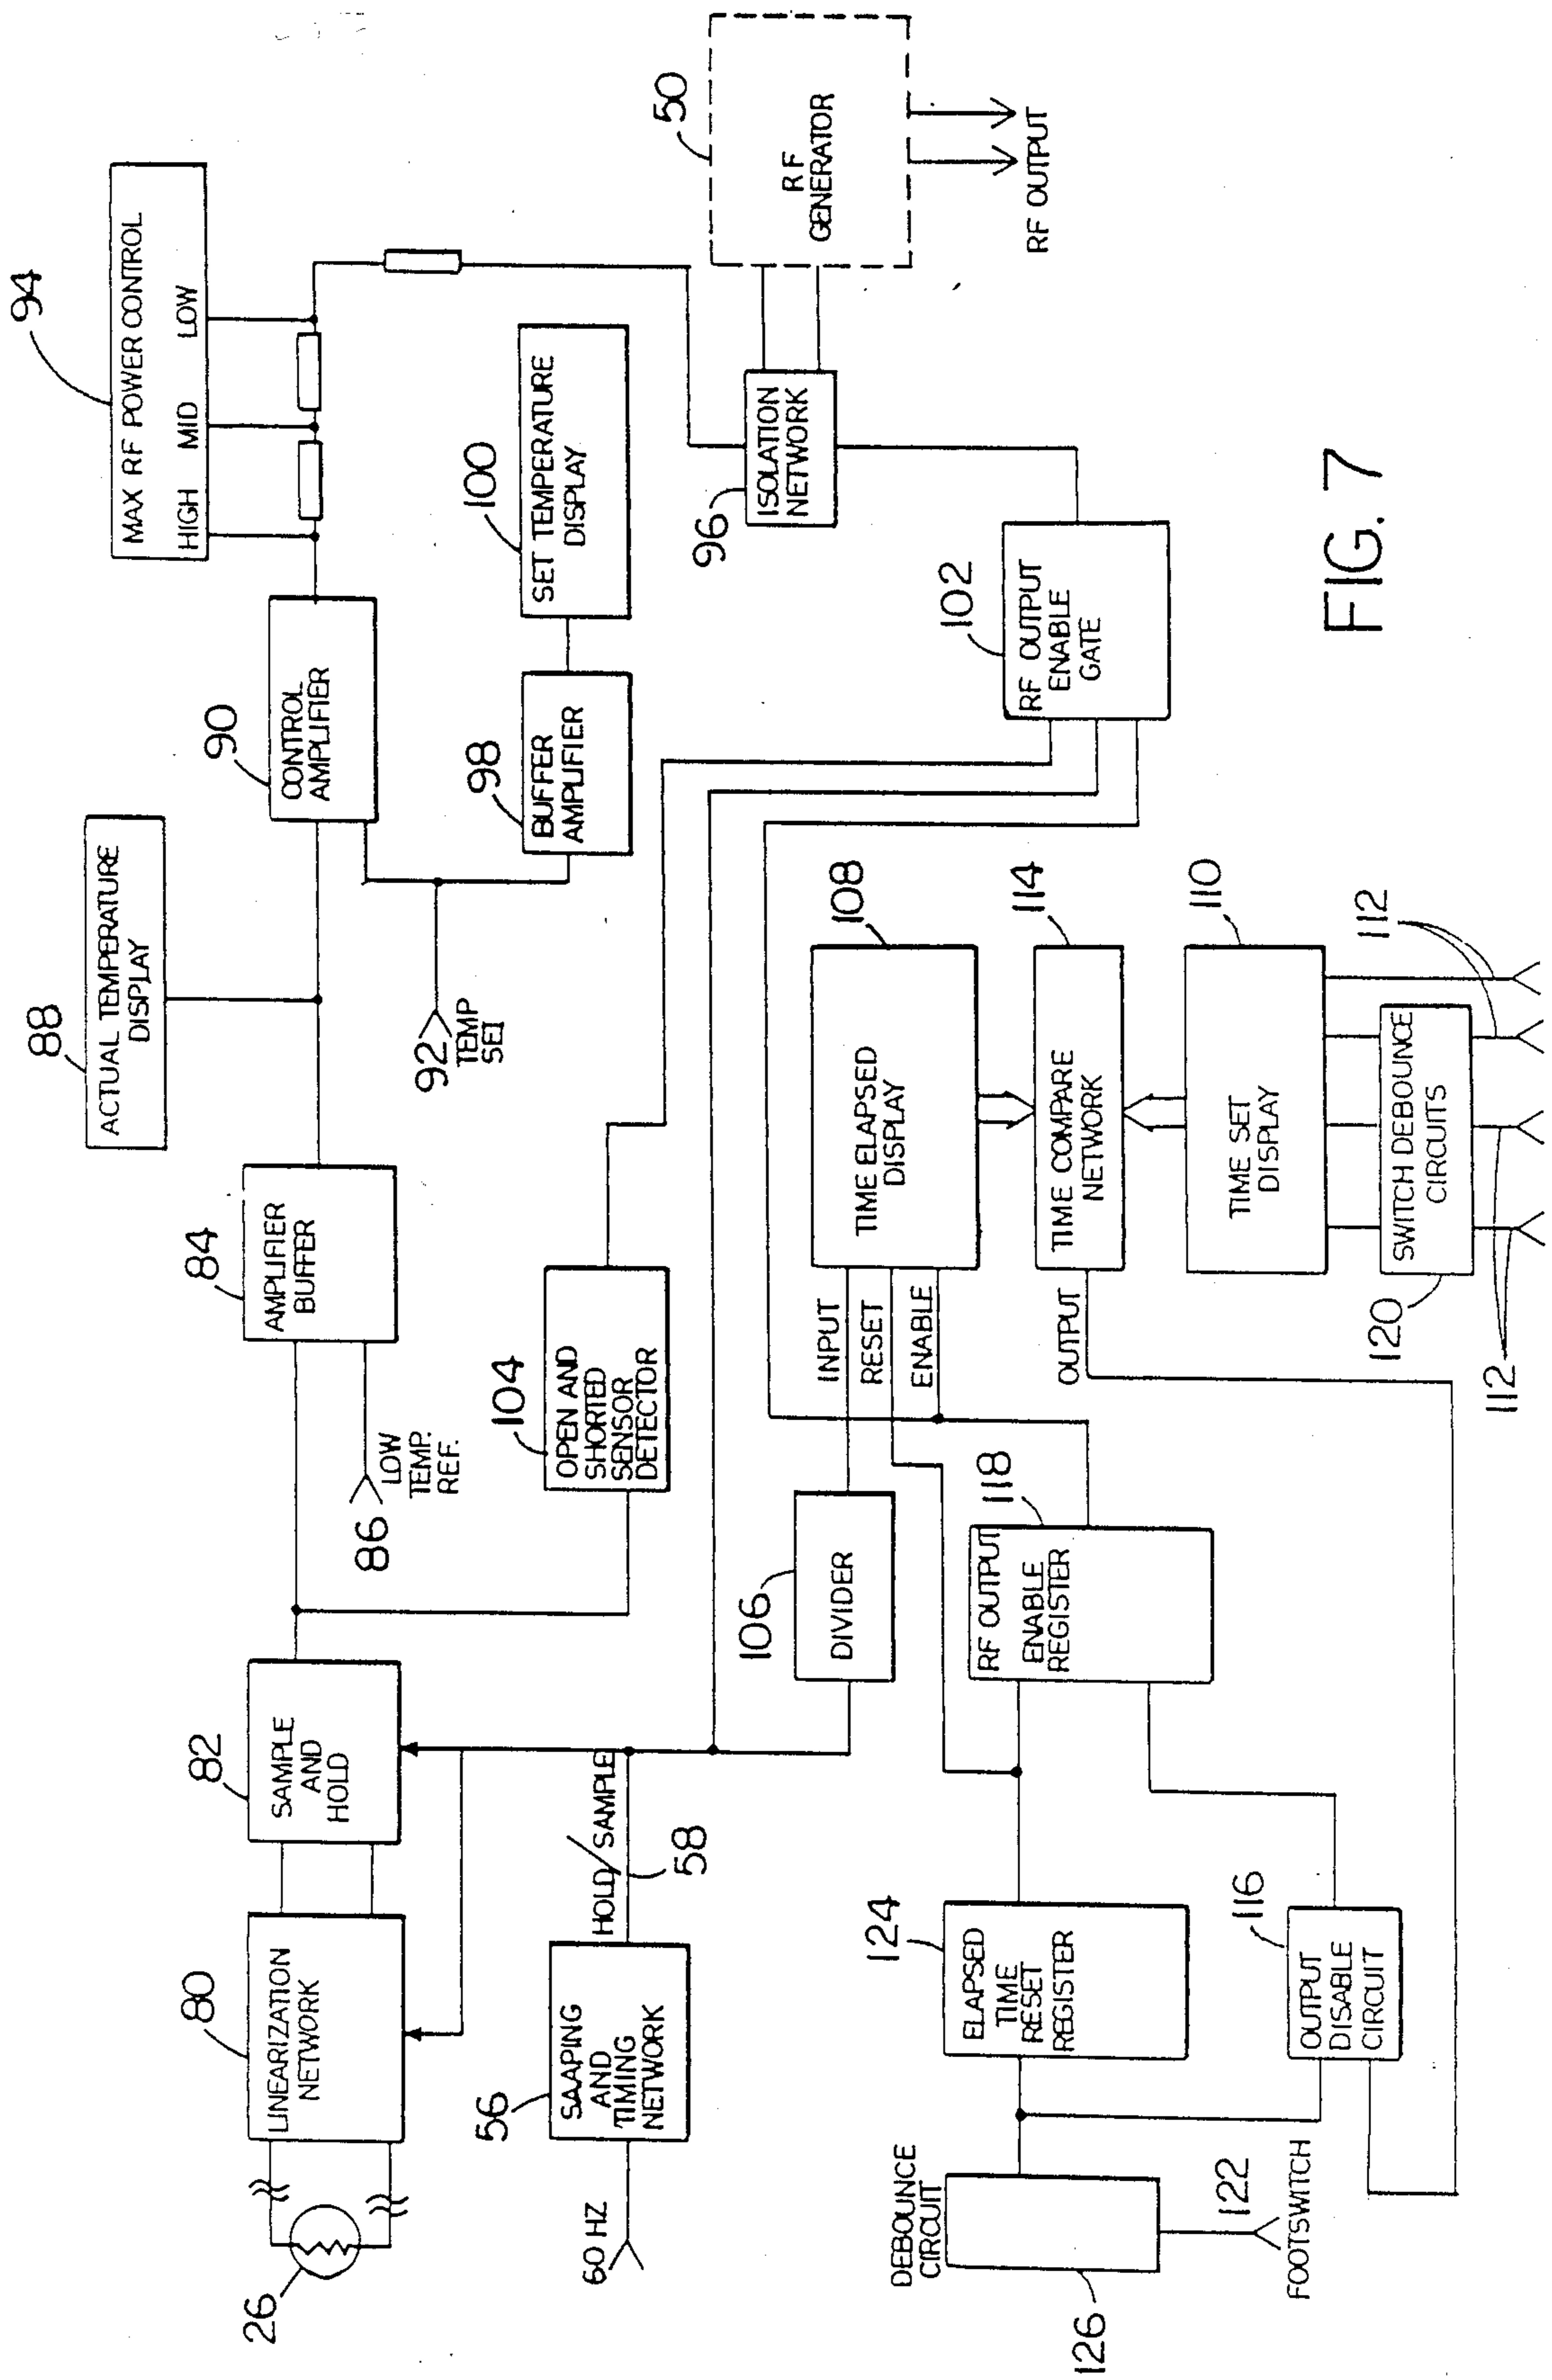 94
MAX RF POWER CONTROL
HIGH MID LOW
88
ACTUAL TEMPERATURE
DISPLAY
90
CONTROL
AMPLIFIER
84
AMPLIFIER
BUFFER
82
SAMPLE
AND
HOLD
80
LINEARIZATION
NETWORK
26
86
LOW
TEMP.
REF.
92
TEMP
SET
98
BUFFER
AMPLIFIER
100
SET TEMPERATURE
DISPLAY
50
RF
GENERATOR
RF OUTPUT
96
ISOLATION
NETWORK
104
OPEN AND
SHORTED
SENSOR
DETECTOR
56
SAAPING
AND
TIMING
NETWORK
60 HZ
HOLD/SAMPLE
58
102
RF OUTPUT
ENABLE
GATE
106
DIVIDER
INPUT
RESET
ENABLE
108
TIME ELAPSED
DISPLAY
114
TIME COMPARE
NETWORK
OUTPUT
110
TIME SET
DISPLAY
112
SWITCH DEBOUNCE
CIRCUITS
120
112
118
RF OUTPUT
ENABLE
REGISTER
124
ELAPSED
TIME
RESET
REGISTER
116
OUTPUT
DISABLE
CIRCUIT
DEBOUNCE
CIRCUIT
126
122
FOOTSWITCH
FIG. 7